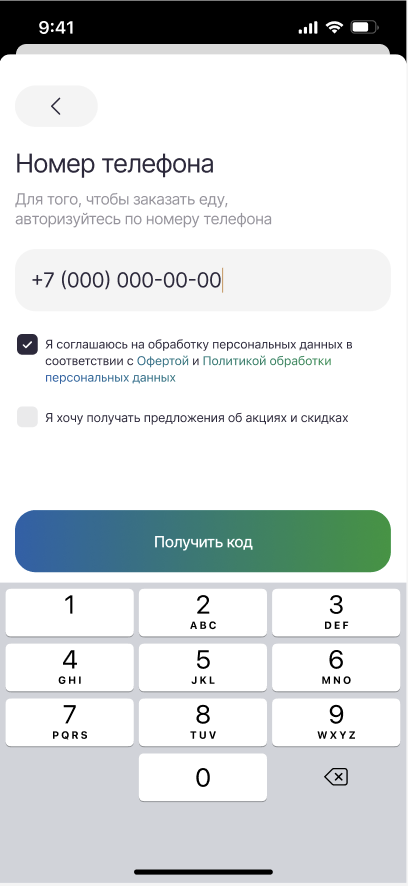 9:41
Номер телефона
Для того, чтобы заказать еду,
авторизуйтесь по номеру телефона
+7 (000) 000-00-00
Я соглашаюсь на обработку персональных данных в
соответствии с Офертой и Политикой обработки
персональных данных
Я хочу получать предложения об акциях и скидках
Получить код
1 2 3
ABC DEF
4 5 6
GHI JKL MNO
7 8 9
PQRS TUV WXYZ
0